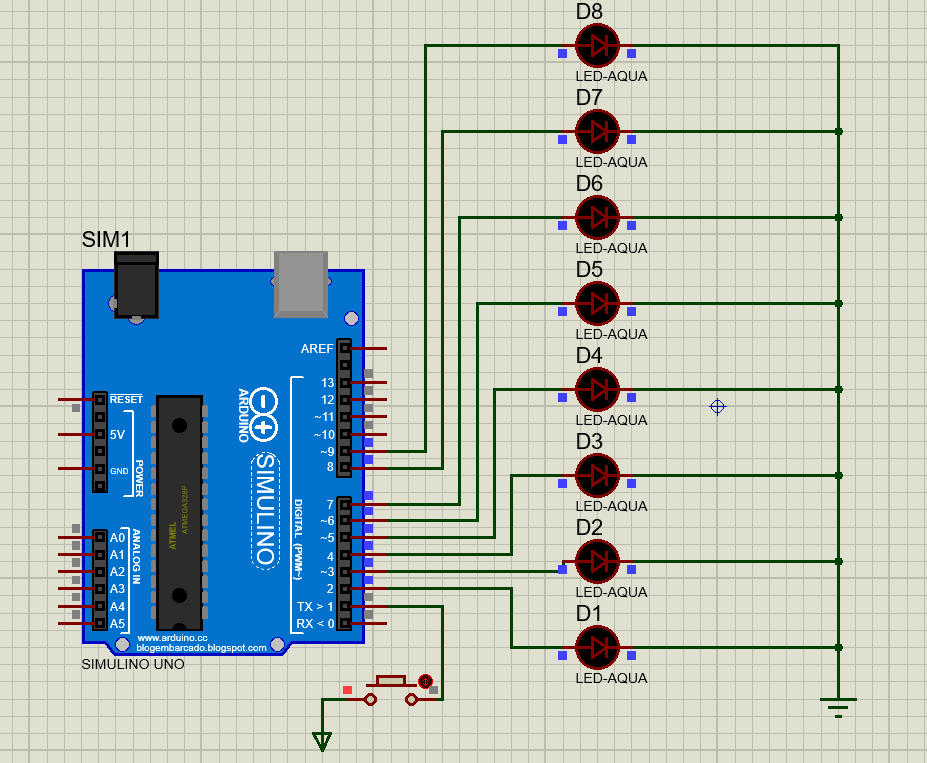 D8
LED-AQUA
D7
LED-AQUA
D6
LED-AQUA
D5
LED-AQUA
D4
LED-AQUA
D3
LED-AQUA
D2
LED-AQUA
D1
LED-AQUA
SIM1
AREF
13
12
~11
~10
~9
8
7
~6
~5
4
~3
2
TX > 1
RX < 0
RESET
5V
GND
POWER
A0
A1
A2
A3
A4
A5
ANALOG IN
ATMEL
ATMEGA328P
ARDUINO
SIMULINO
DIGITAL (PWM~)
www.arduino.cc
blogembarcado.blogspot.com
SIMULINO UNO